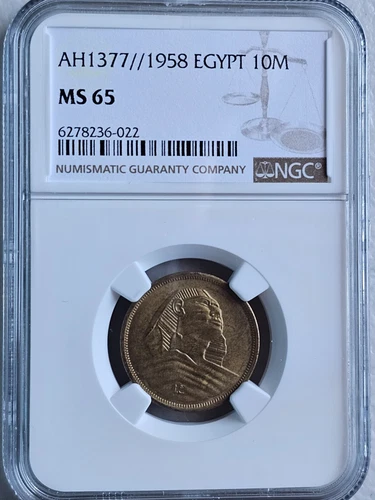 AH1377//1958 EGYPT 10M
MS 65
6278236-022
NUMISMATIC GUARANTY COMPANY NGC®